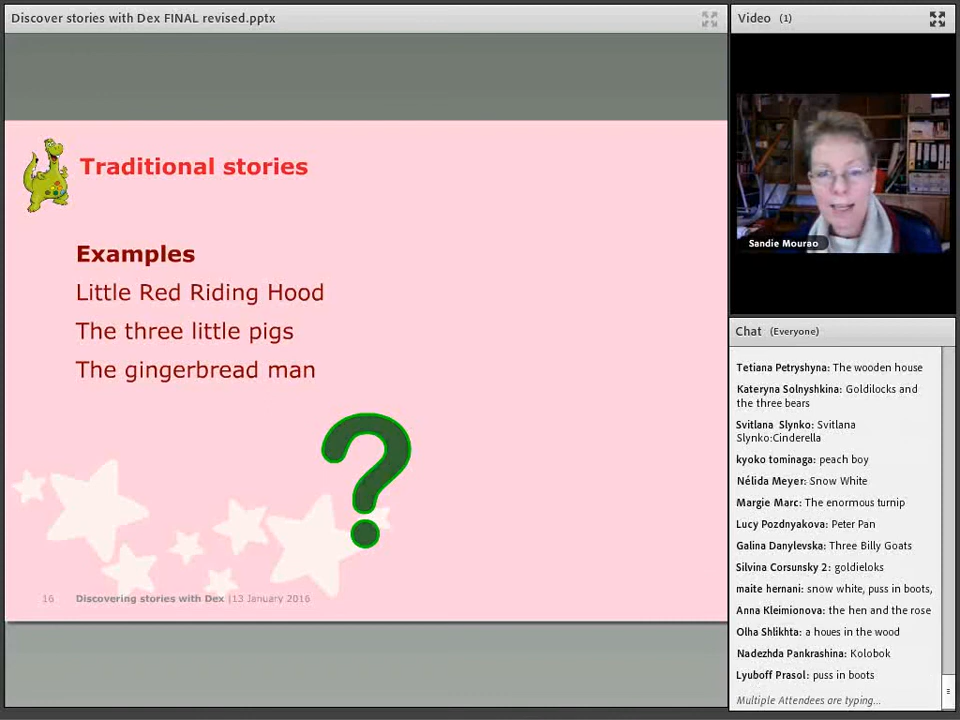 Discover stories with Dex FINAL revised.pptx
Traditional stories
Examples
Little Red Riding Hood
The three little pigs
The gingerbread man
?
16 Discovering stories with Dex |13 January 2016
Video (1)
Sandie Mourao
Chat (Everyone)
Tetiana Petryshyna: The wooden house
Kateryna Solnyshkina: Goldilocks and
the three bears
Svitlana Slynko: Svitlana
Slynko:Cinderella
kyoko tominaga: peach boy
Nélida Meyer: Snow White
Margie Marc: The enormous turnip
Lucy Pozdnyakova: Peter Pan
Galina Danylevska: Three Billy Goats
Silvina Corsunsky 2: goldieloks
maite hernani: snow white, puss in boots,
Anna Kleimionova: the hen and the rose
Olha Shlikhta: a houes in the wood
Nadezhda Pankrashina: Kolobok
Lyuboff Prasol: puss in boots
Multiple Attendees are typing...